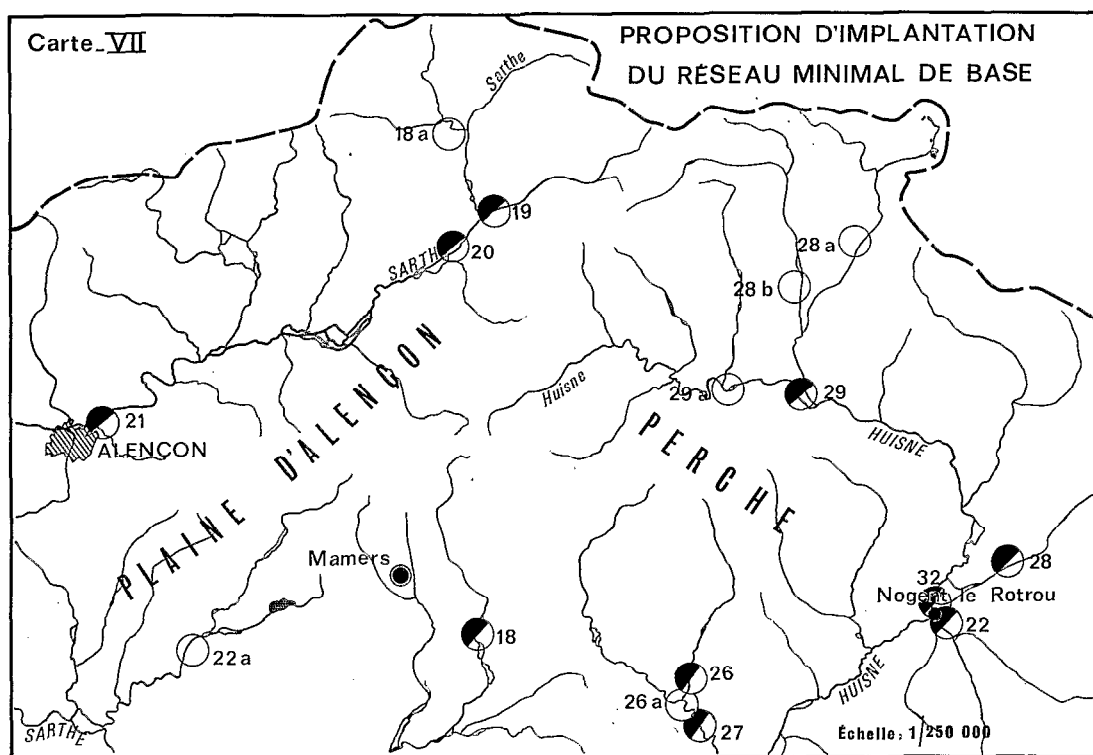 Carte_VII
PROPOSITION D'IMPLANTATION
DU RÉSEAU MINIMAL DE BASE
Sarthe
18 a
19
20
SARTHE
28 a
28 b
Huisne
29 a
29
HUISNE
21
ALENÇON
PLAINE D'ALENÇON
PERCHE
Mamers
28
32
Nogent le Rotrou
22
18
22 a
26
26 a
27
HUISNE
SARTHE
Échelle : 1/250 000